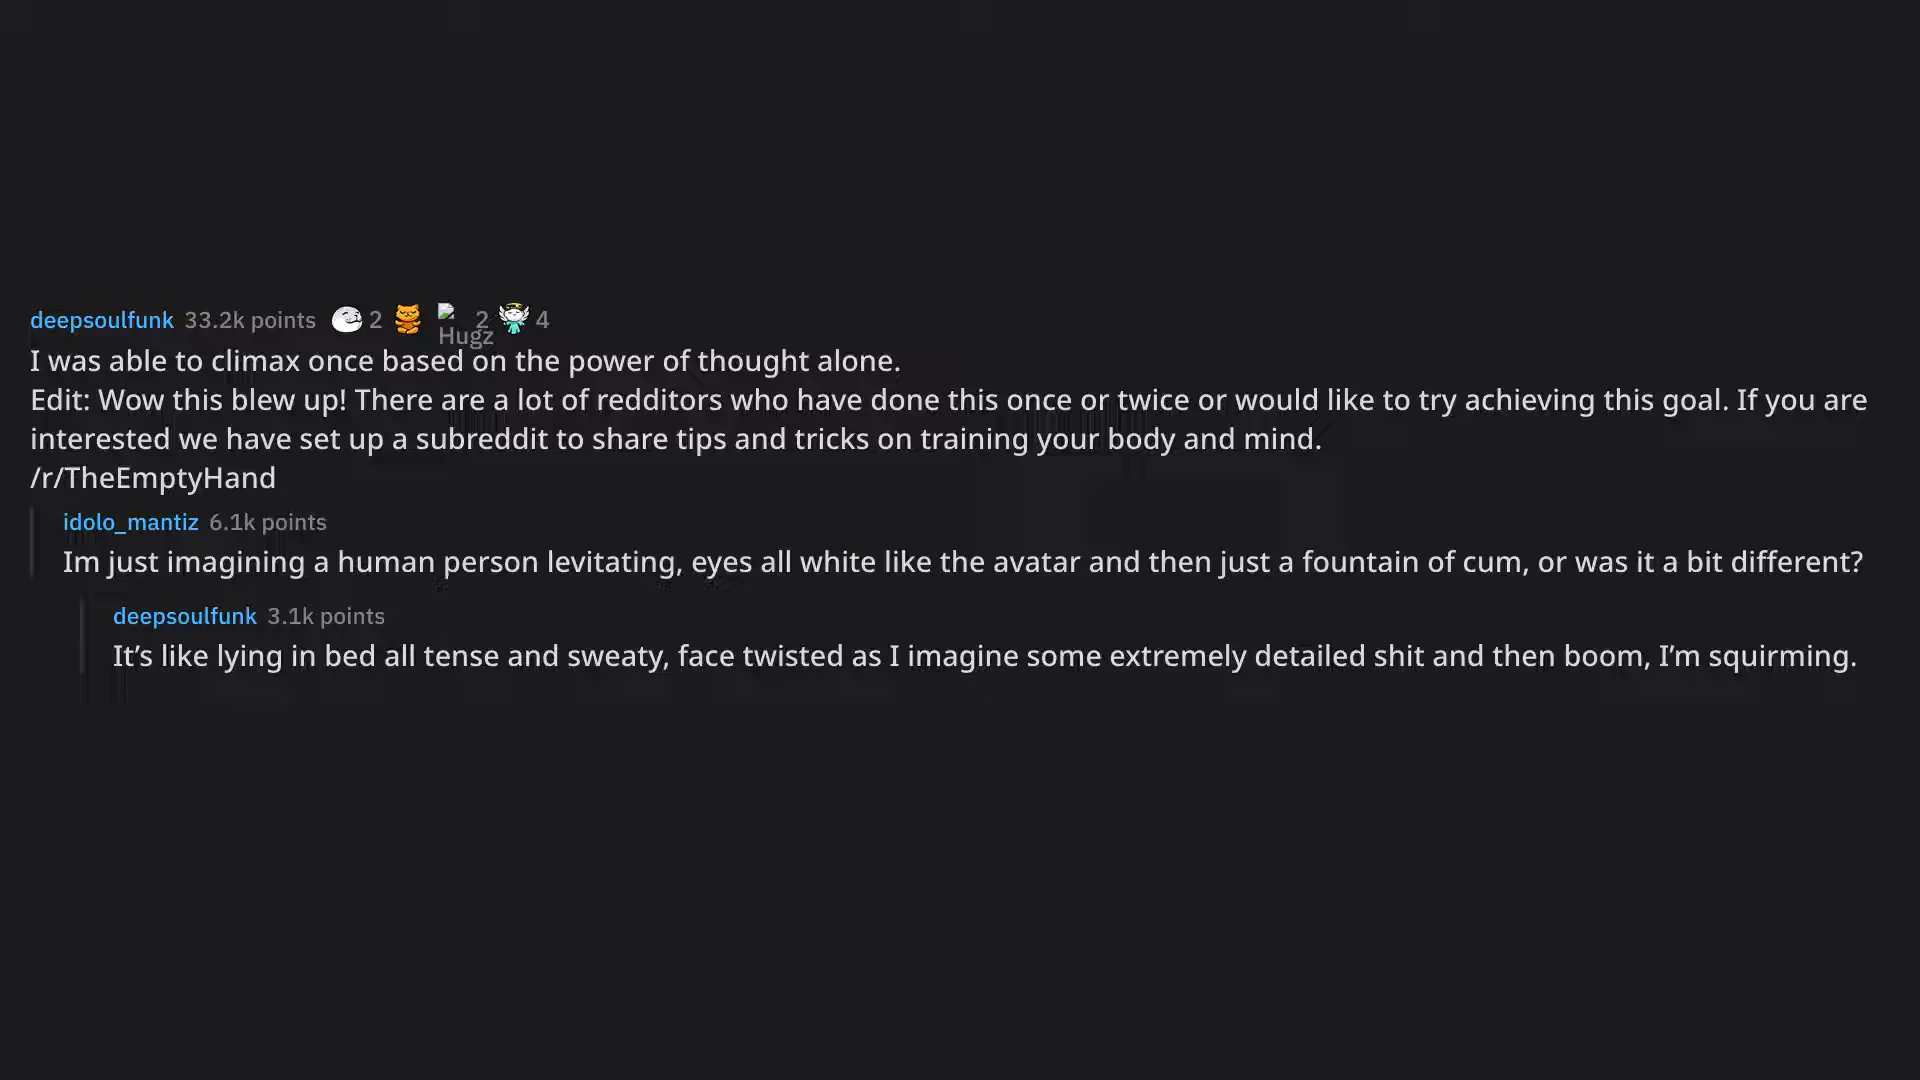 deepsoulfunk 33.2k points 2 Hugz 2 4
I was able to climax once based on the power of thought alone.
Edit: Wow this blew up! There are a lot of redditors who have done this once or twice or would like to try achieving this goal. If you are
interested we have set up a subreddit to share tips and tricks on training your body and mind.
/r/TheEmptyHand
idolo_mantiz 6.1k points
Im just imagining a human person levitating, eyes all white like the avatar and then just a fountain of cum, or was it a bit different?
deepsoulfunk 3.1k points
It’s like lying in bed all tense and sweaty, face twisted as I imagine some extremely detailed shit and then boom, I’m squirming.